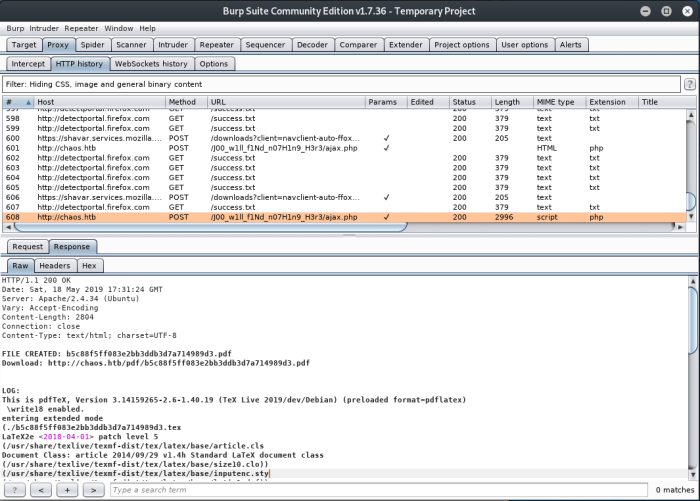 Burp Suite Community Edition v1.7.36 - Temporary Project
Burp Intruder Repeater Window Help
Target Proxy Spider Scanner Intruder Repeater Sequencer Decoder Comparer Extender Project options User options Alerts
Intercept HTTP history WebSockets history Options
Filter: Hiding CSS, image and general binary content ?
# Host Method URL Params Edited Status Length MIME type Extension Title
597 http://detectportal.firefox.com GET /success.txt 200 379 text txt
598 http://detectportal.firefox.com GET /success.txt 200 379 text txt
599 http://detectportal.firefox.com GET /success.txt 200 379 text txt
600 https://shavar.services.mozilla.... POST /downloads?client=navclient-auto-ffox... ✓ 200 205 text
601 http://chaos.htb POST /J00_w1ll_f1Nd_n07H1n9_H3r3/ajax.php ✓ HTML php
602 http://detectportal.firefox.com GET /success.txt 200 379 text txt
603 http://detectportal.firefox.com GET /success.txt 200 379 text txt
604 http://detectportal.firefox.com GET /success.txt 200 379 text txt
605 http://detectportal.firefox.com GET /success.txt 200 379 text txt
606 https://shavar.services.mozilla.... POST /downloads?client=navclient-auto-ffox... ✓ 200 205 text
607 http://detectportal.firefox.com GET /success.txt 200 379 text txt
608 http://chaos.htb POST /J00_w1ll_f1Nd_n07H1n9_H3r3/ajax.php ✓ 200 2996 script php
Request Response
Raw Headers Hex
HTTP/1.1 200 OK
Date: Sat, 18 May 2019 17:31:24 GMT
Server: Apache/2.4.34 (Ubuntu)
Vary: Accept-Encoding
Content-Length: 2804
Connection: close
Content-Type: text/html; charset=UTF-8
FILE CREATED: b5c88f5ff083e2bb3ddb3d7a714989d3.pdf
Download: http://chaos.htb/pdf/b5c88f5ff083e2bb3ddb3d7a714989d3.pdf
LOG:
This is pdfTeX, Version 3.14159265-2.6-1.40.19 (TeX Live 2019/dev/Debian) (preloaded format=pdflatex)
\write18 enabled.
entering extended mode
(./b5c88f5ff083e2bb3ddb3d7a714989d3.tex
LaTeX2e <2018-04-01> patch level 5
(/usr/share/texlive/texmf-dist/tex/latex/base/article.cls
Document Class: article 2014/09/29 v1.4h Standard LaTeX document class
(/usr/share/texlive/texmf-dist/tex/latex/base/size10.clo))
(/usr/share/texlive/texmf-dist/tex/latex/base/inputenc.sty
? < + > Type a search term 0 matches